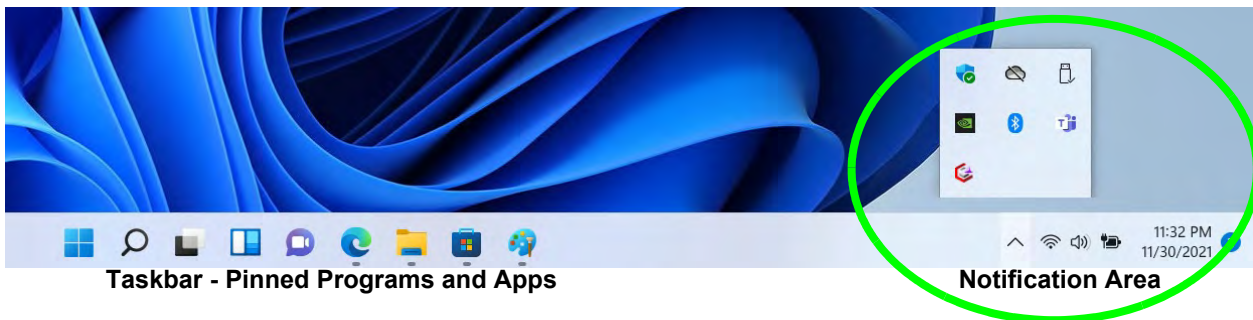 11:32 PM
11/30/2021
Taskbar - Pinned Programs and Apps
Notification Area